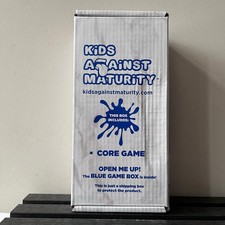 KiDS
AGAiNST
MATURiTY
kidsagainstmaturity.com
THIS BOX
INCLUDES:
• CORE GAME
OPEN ME UP!
The BLUE GAME BOX is inside!
This is just a shipping box
to protect the product.